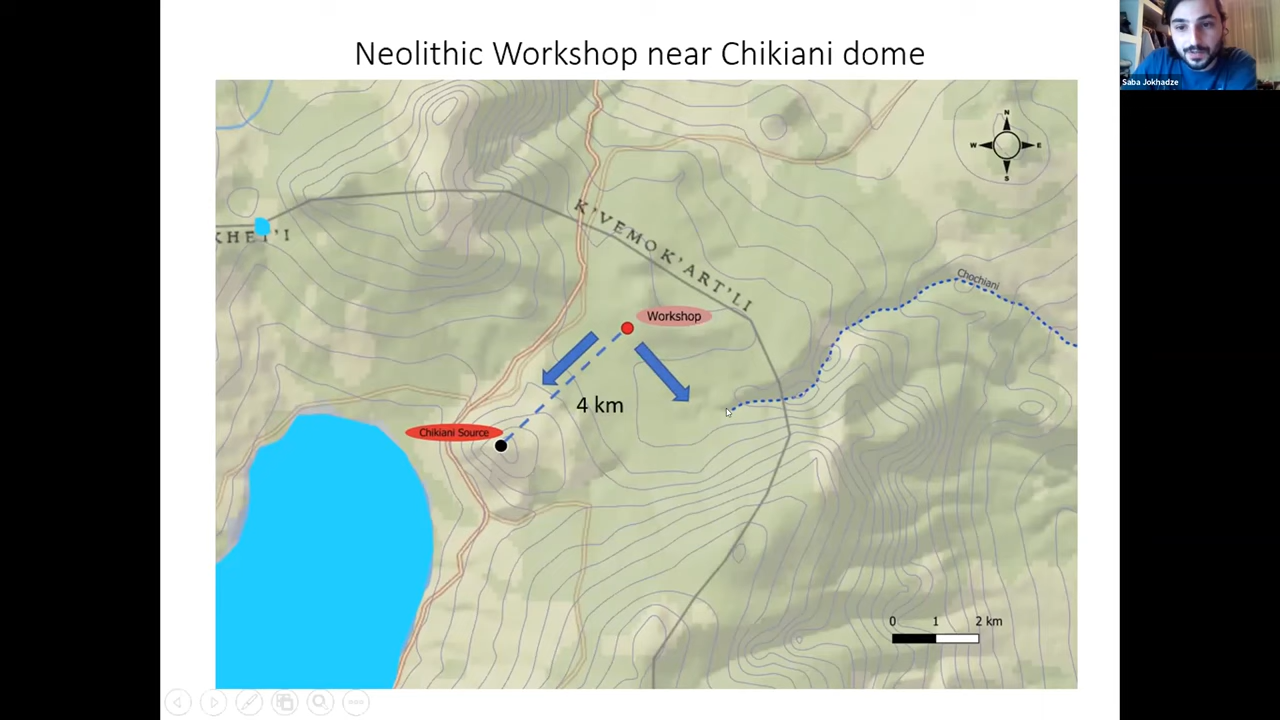 Neolithic Workshop near Chikiani dome
Saba Jokhadze
N
W
E
S
K'VEMO K'ART'LI
KHET'I
Chochiani
Workshop
4 km
Chikiani Source
0 1 2 km